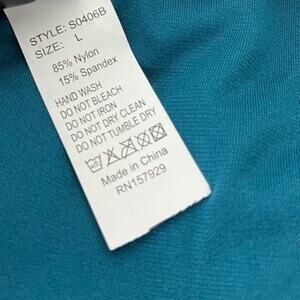 STYLE: S0406B
SIZE: L
85% Nylon
15% Spandex
HAND WASH
DO NOT BLEACH
DO NOT IRON
DO NOT DRY CLEAN
DO NOT TUMBLE DRY
Made in China
RN157929